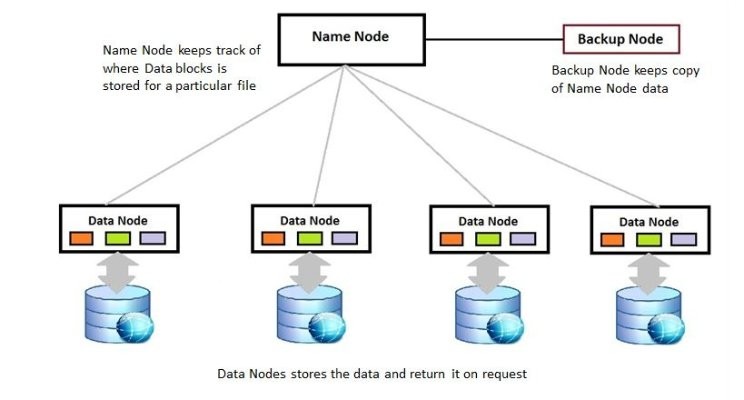 Name Node
Backup Node
Name Node keeps track of
where Data blocks is
stored for a particular file
Backup Node keeps copy
of Name Node data
Data Node
Data Node
Data Node
Data Node
Data Nodes stores the data and return it on request